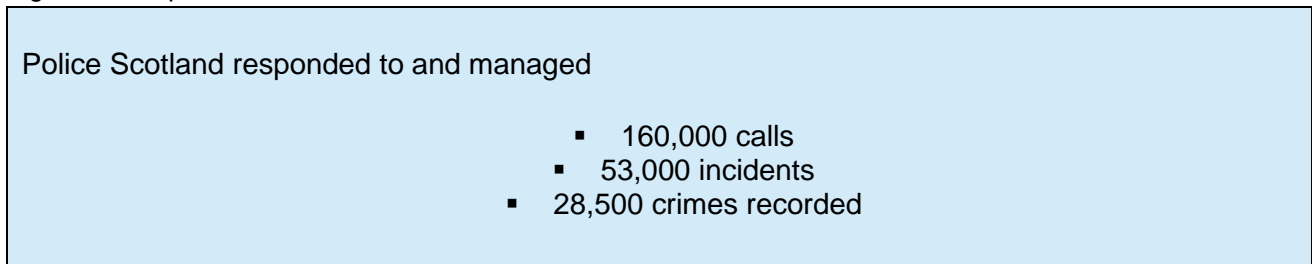 Police Scotland responded to and managed
▪ 160,000 calls
▪ 53,000 incidents
▪ 28,500 crimes recorded